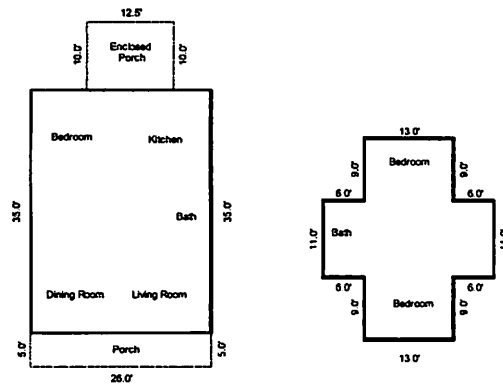 12.5'
10.0'
Enclosed
Porch
10.0'
Bedroom
Kitchen
35.0'
35.0'
Bath
Dining Room
Living Room
5.0'
Porch
5.0'
26.0'
13.0'
9.0'
Bedroom
9.0'
6.0'
6.0'
11.0'
Bath
11.0'
6.0'
6.0'
9.0'
Bedroom
9.0'
13.0'